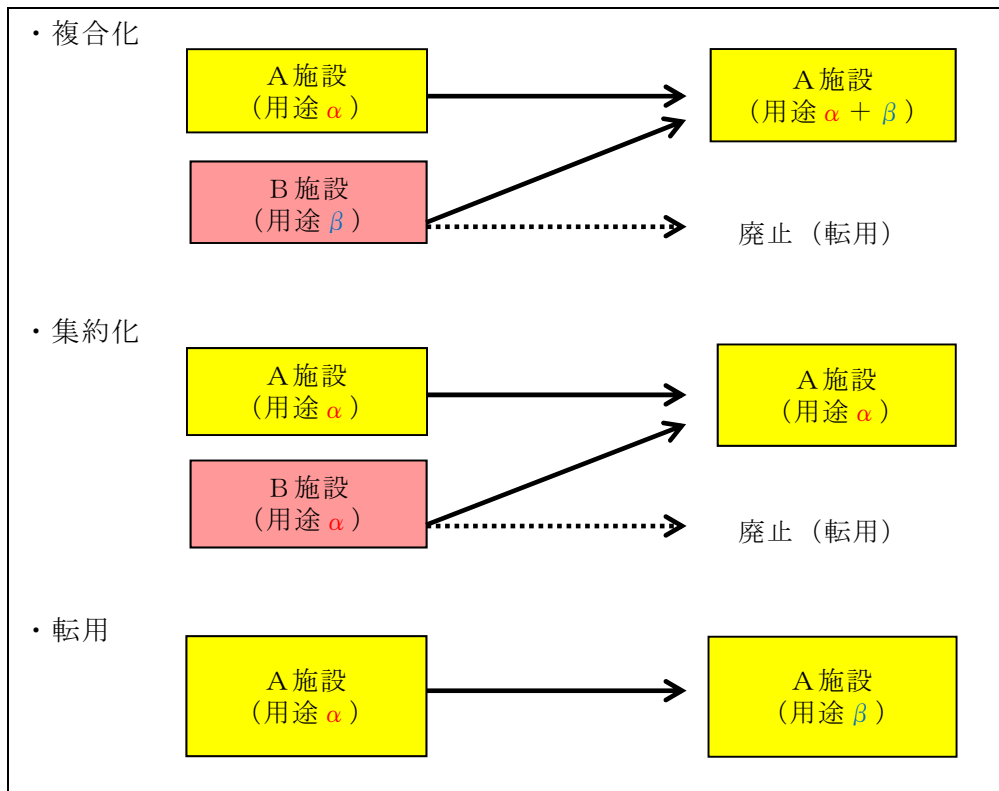 ・複合化
Ａ施設
（用途α）
Ａ施設
（用途α＋β）
Ｂ施設
（用途β）
廃止（転用）
・集約化
Ａ施設
（用途α）
Ａ施設
（用途α）
Ｂ施設
（用途α）
廃止（転用）
・転用
Ａ施設
（用途α）
Ａ施設
（用途β）